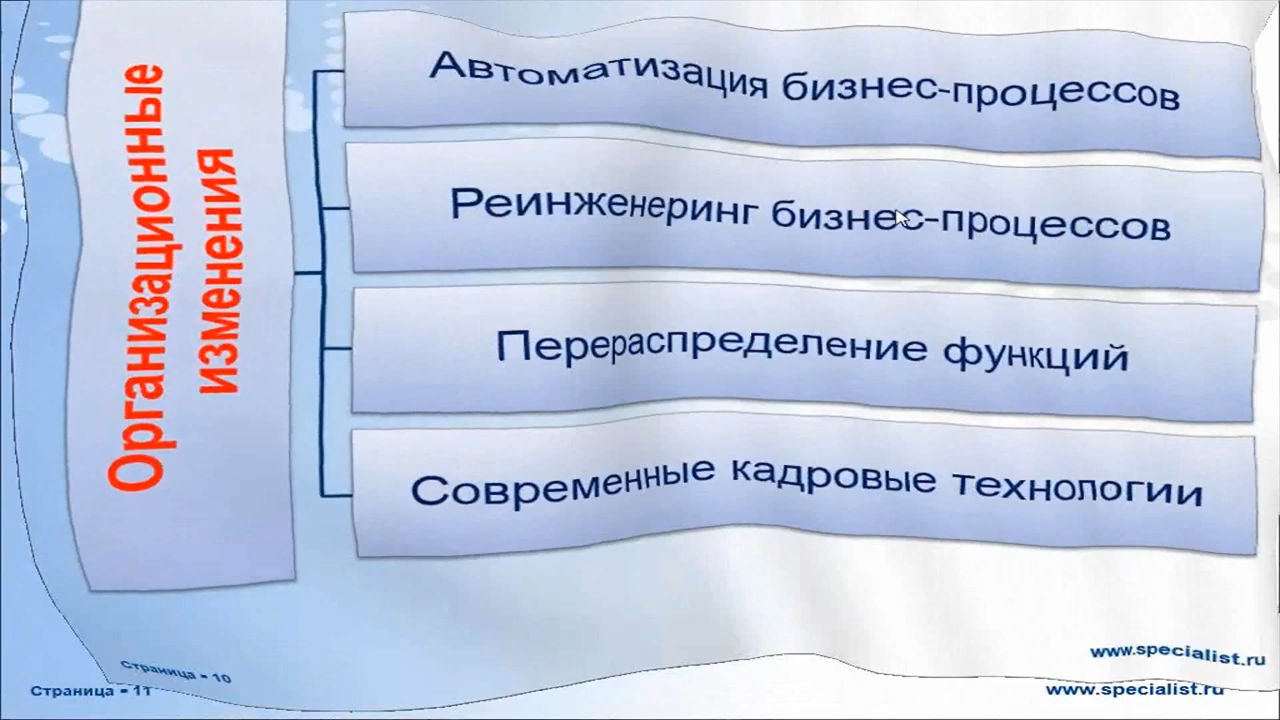 Организационные
изменения
Автоматизация бизнес-процессов
Реинженеринг бизнес-процессов
Перераспределение функций
Современные кадровые технологии
Страница ▪ 10
www.specialist.ru
Страница ▪ 11
www.specialist.ru